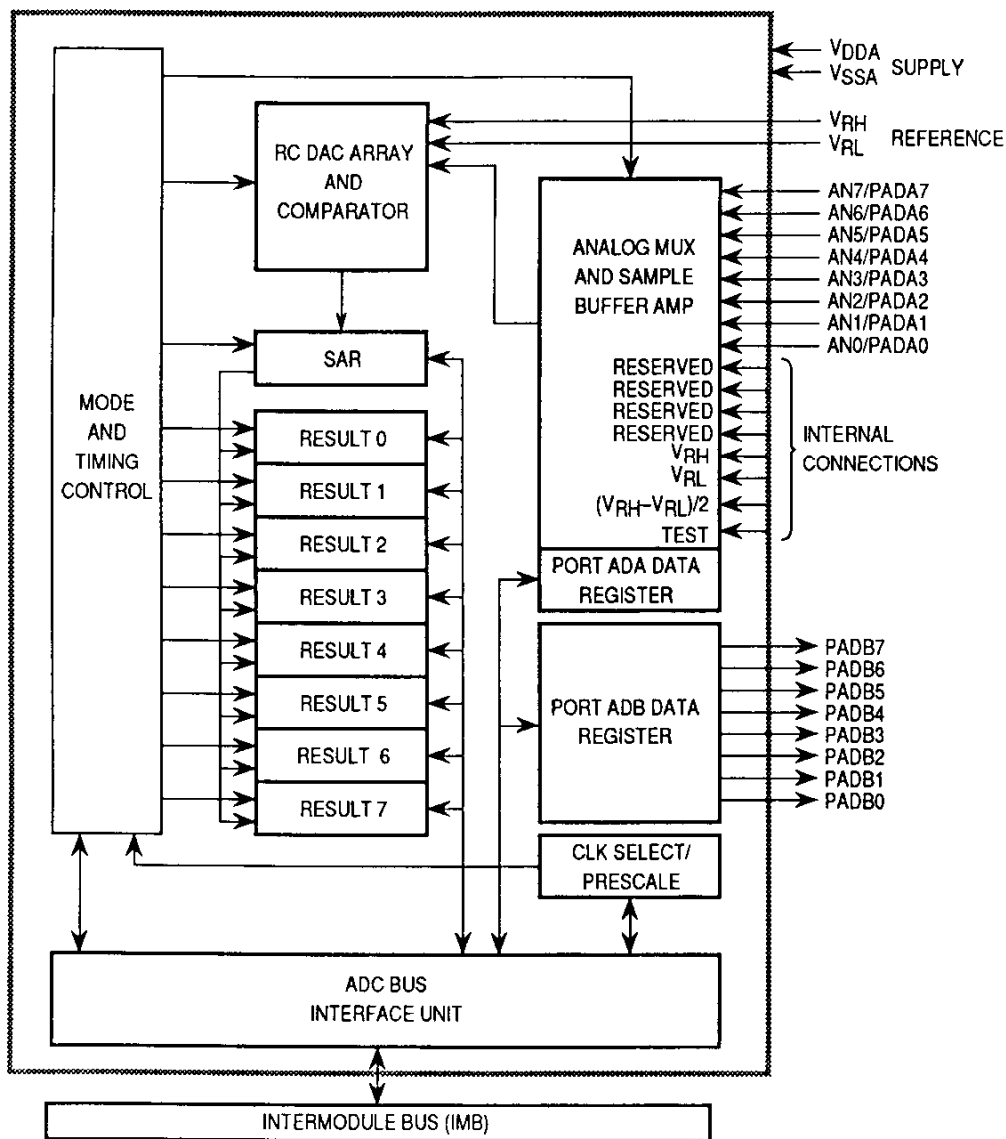 VDDA
VSSA
SUPPLY
VRH
VRL
REFERENCE
RC DAC ARRAY
AND
COMPARATOR
AN7/PADA7
AN6/PADA6
AN5/PADA5
AN4/PADA4
AN3/PADA3
AN2/PADA2
AN1/PADA1
AN0/PADA0
ANALOG MUX
AND SAMPLE
BUFFER AMP
SAR
RESERVED
RESERVED
RESERVED
RESERVED
VRH
VRL
(VRH–VRL)/2
TEST
INTERNAL
CONNECTIONS
MODE
AND
TIMING
CONTROL
RESULT 0
RESULT 1
RESULT 2
RESULT 3
RESULT 4
RESULT 5
RESULT 6
RESULT 7
PORT ADA DATA
REGISTER
PORT ADB DATA
REGISTER
PADB7
PADB6
PADB5
PADB4
PADB3
PADB2
PADB1
PADB0
CLK SELECT/
PRESCALE
ADC BUS
INTERFACE UNIT
INTERMODULE BUS (IMB)